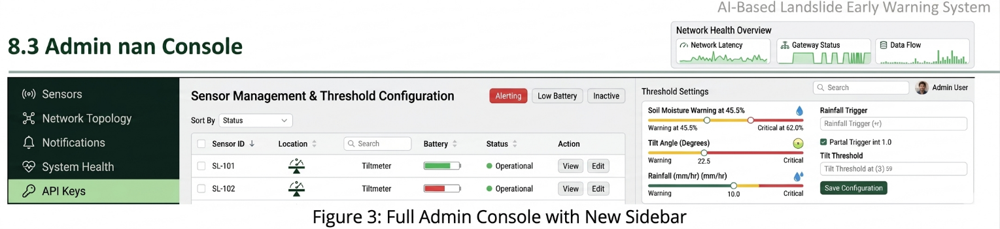 AI-Based Landslide Early Warning System
8.3 Admin nan Console
Network Health Overview
Network Latency
Gateway Status
Data Flow
Sensors
Network Topology
Notifications
System Health
API Keys
Sensor Management & Threshold Configuration
Alerting
Low Battery
Inactive
Sort By
Status
Sensor ID
Location
Search
Battery
Status
Action
SL-101
Tiltmeter
Operational
View
Edit
SL-102
Tiltmeter
Operational
View
Edit
Threshold Settings
Search
Admin User
Soil Moisture Warning at 45.5%
Warning at 45.5%
Critical at 62.0%
Tilt Angle (Degrees)
Warning
22.5
Critical
Rainfall (mm/hr) (mm/hr)
Warning
10.0
Critical
Rainfall Trigger
Rainfall Trigger (+r)
Partal Trigger int 1.0
Tilt Threshold
Tilt Threshold at (3) 59
Save Configuration
Figure 3: Full Admin Console with New Sidebar